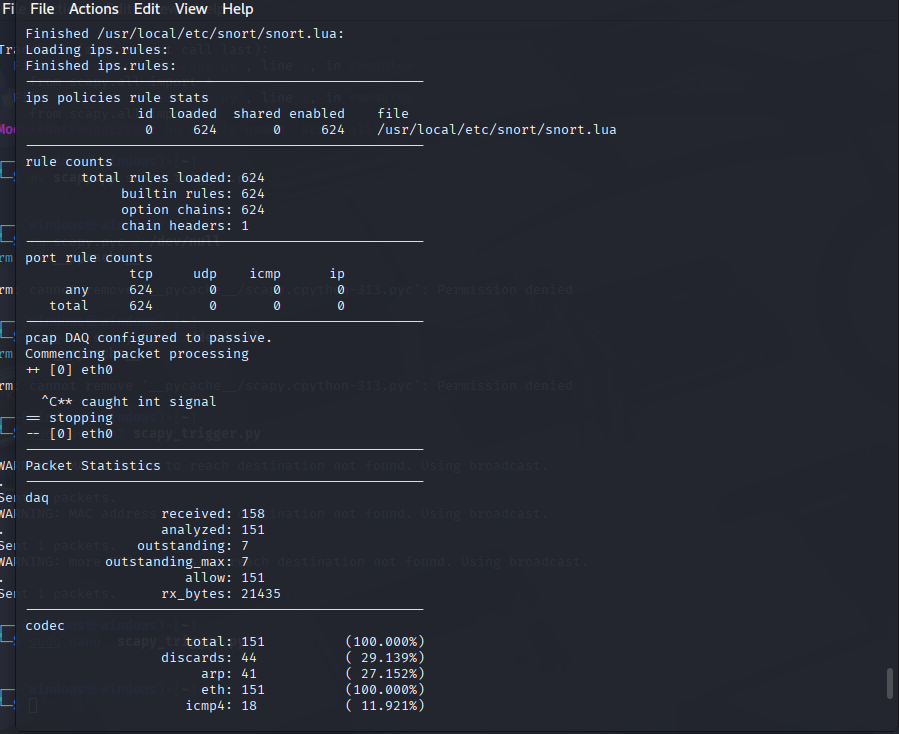 File Actions Edit View Help
Finished /usr/local/etc/snort/snort.lua:
Loading ips.rules:
Finished ips.rules:
ips policies rule stats
id loaded shared enabled file
0 624 0 624 /usr/local/etc/snort/snort.lua
rule counts
total rules loaded: 624
builtin rules: 624
option chains: 624
chain headers: 1
port rule counts
tcp udp icmp ip
any 624 0 0 0
total 624 0 0 0
pcap DAQ configured to passive.
Commencing packet processing
++ [0] eth0
^C** caught int signal
== stopping
-- [0] eth0
Packet Statistics
daq
received: 158
analyzed: 151
outstanding: 7
outstanding_max: 7
allow: 151
rx_bytes: 21435
codec
total: 151 (100.000%)
discards: 44 ( 29.139%)
arp: 41 ( 27.152%)
eth: 151 (100.000%)
icmp4: 18 ( 11.921%)